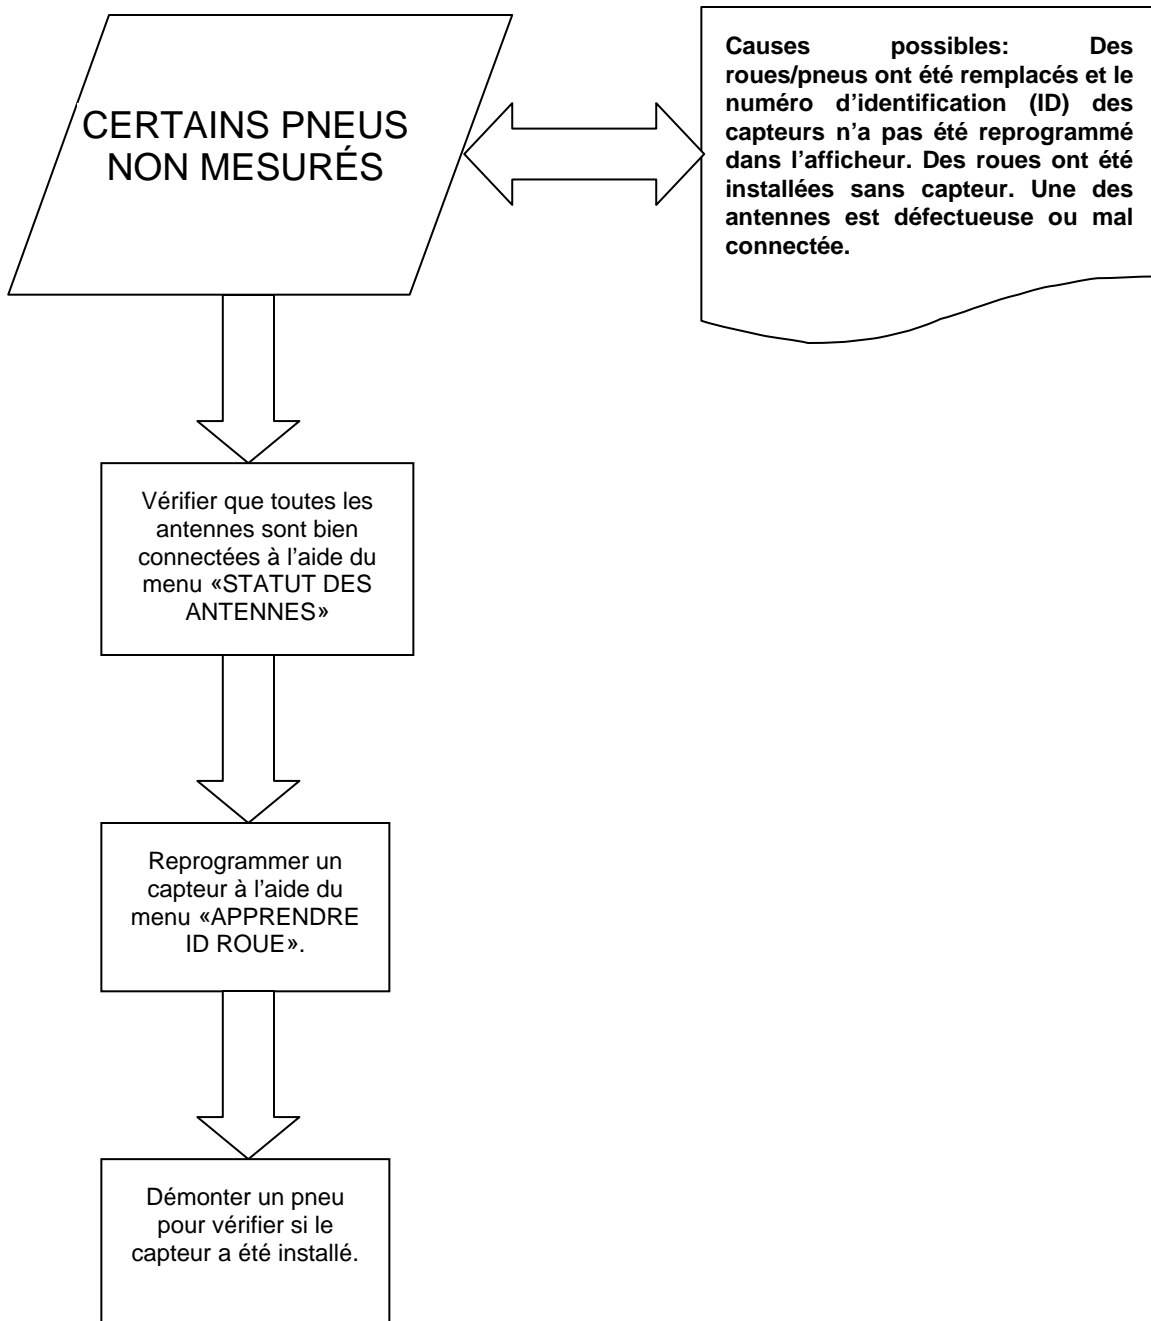 CERTAINS PNEUS
NON MESURÉS
Causes possibles: Des
roues/pneus ont été remplacés et le
numéro d’identification (ID) des
capteurs n’a pas été reprogrammé
dans l’afficheur. Des roues ont été
installées sans capteur. Une des
antennes est défectueuse ou mal
connectée.
Vérifier que toutes les
antennes sont bien
connectées à l’aide du
menu «STATUT DES
ANTENNES»
Reprogrammer un
capteur à l’aide du
menu «APPRENDRE
ID ROUE».
Démonter un pneu
pour vérifier si le
capteur a été installé.